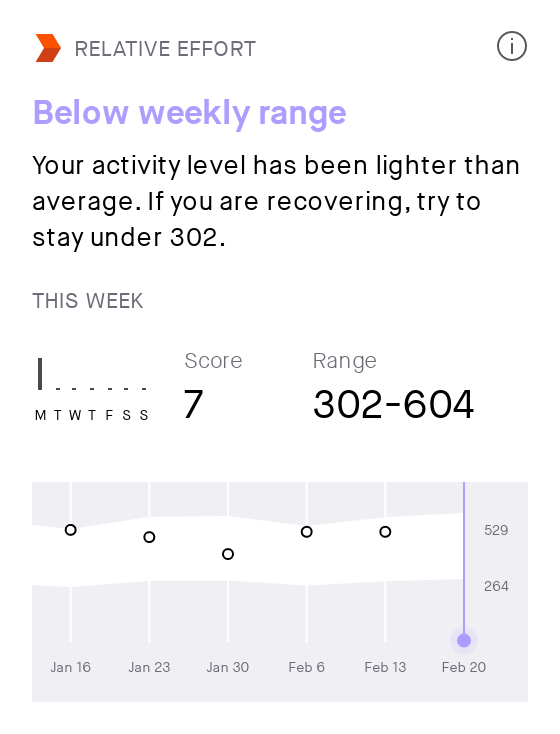 RELATIVE EFFORT
Below weekly range
Your activity level has been lighter than
average. If you are recovering, try to
stay under 302.
THIS WEEK
Score
Range
7
302-604
M T W T F S S
529
264
Jan 16
Jan 23
Jan 30
Feb 6
Feb 13
Feb 20